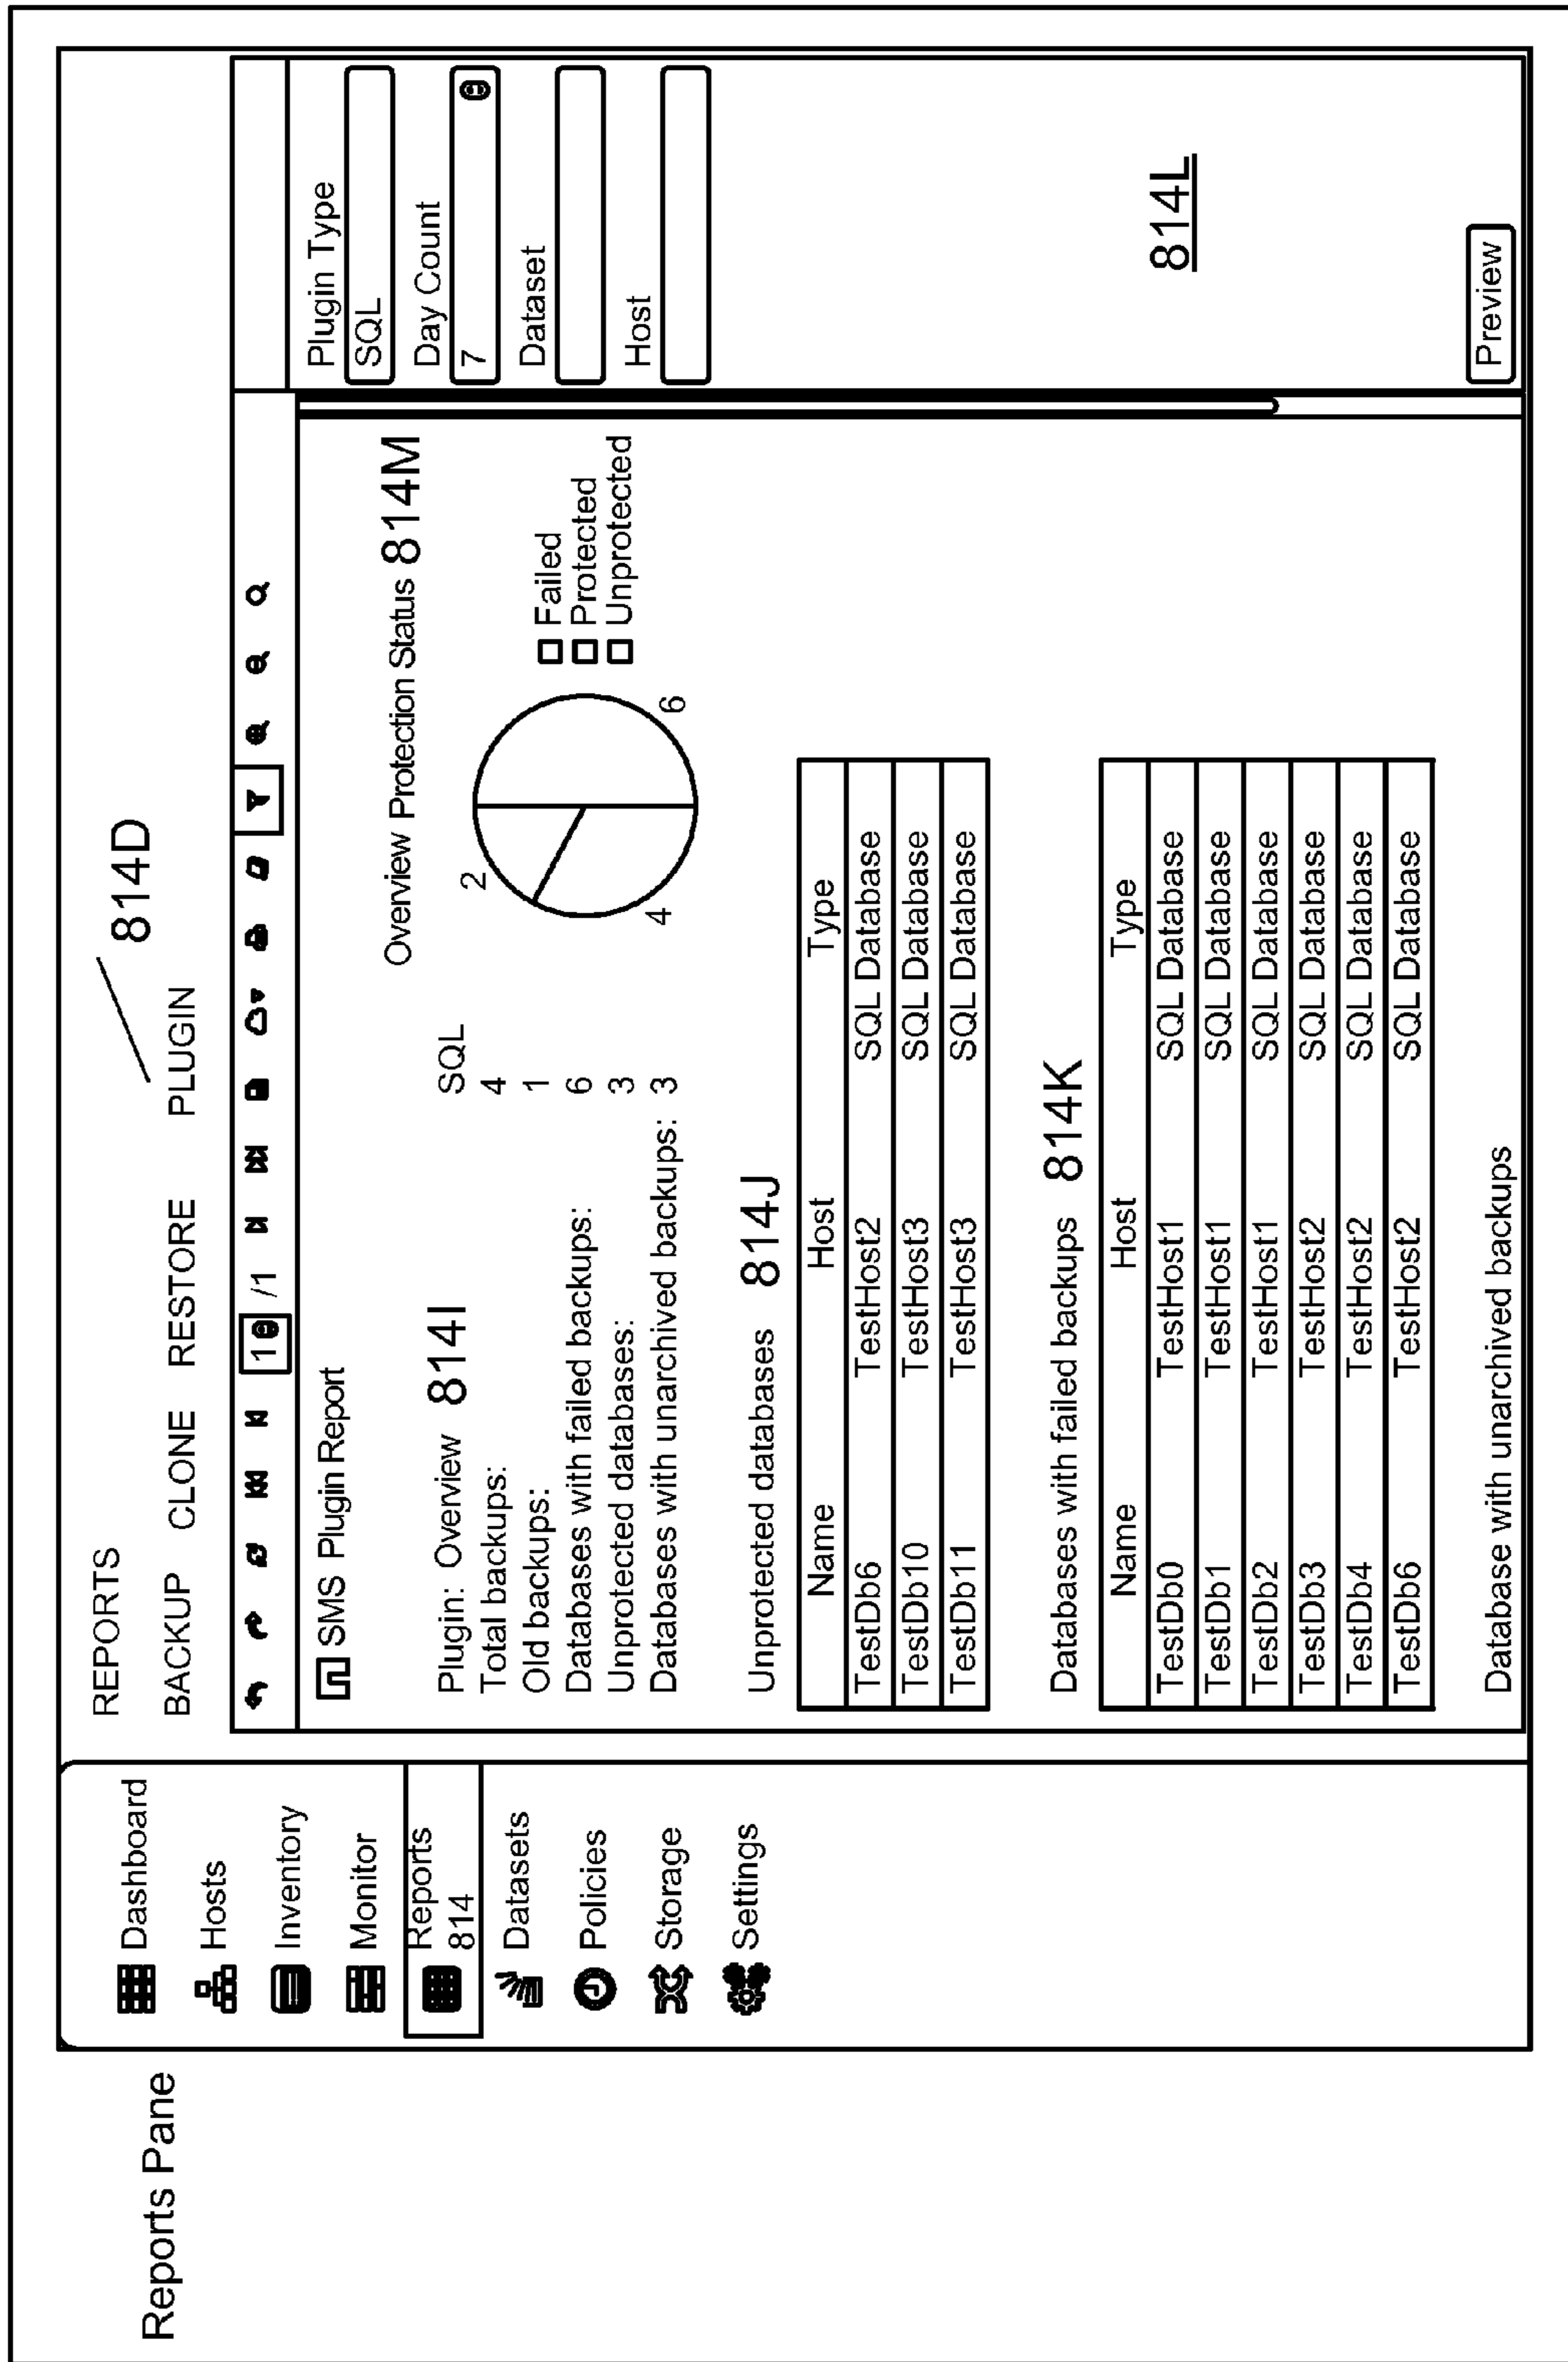 Reports Pane
Dashboard
Hosts
Inventory
Monitor
Reports
814
Datasets
Policies
Storage
Settings
REPORTS
814D
BACKUP CLONE RESTORE PLUGIN
1 /1
SMS Plugin Report
Plugin: Overview 814I SQL
Total backups: 4
Old backups: 1
Databases with failed backups: 6
Unprotected databases: 3
Databases with unarchived backups: 3
Overview Protection Status 814M
2
4
6
Failed
Protected
Unprotected
Unprotected databases 814J
Name Host Type
TestDb6 TestHost2 SQL Database
TestDb10 TestHost3 SQL Database
TestDb11 TestHost3 SQL Database
Databases with failed backups 814K
Name Host Type
TestDb0 TestHost1 SQL Database
TestDb1 TestHost1 SQL Database
TestDb2 TestHost1 SQL Database
TestDb3 TestHost2 SQL Database
TestDb4 TestHost2 SQL Database
TestDb6 TestHost2 SQL Database
Database with unarchived backups
Plugin Type
SQL
Day Count
7
Dataset
Host
814L
Preview